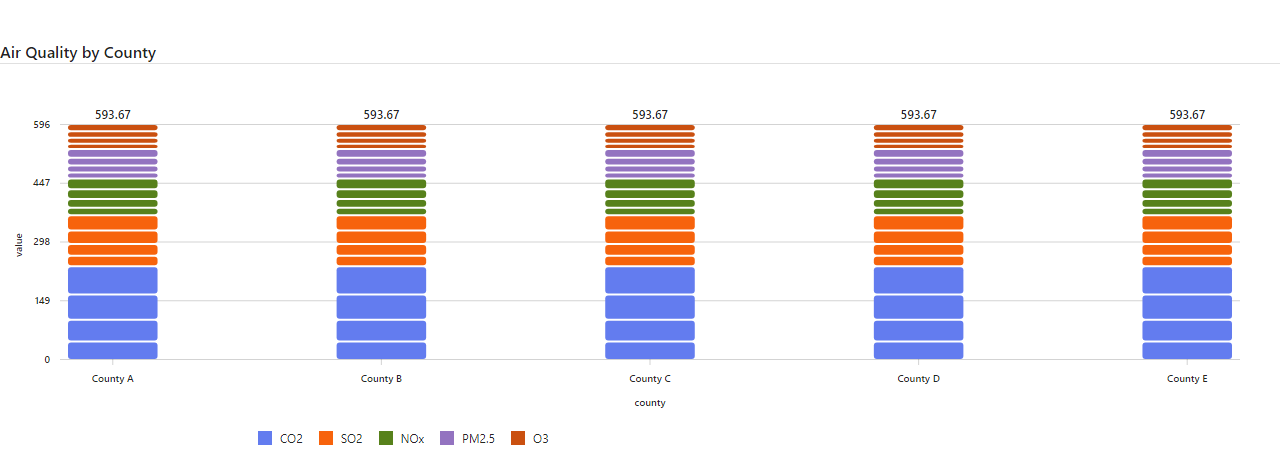 Air Quality by County
593.67 593.67 593.67 593.67 593.67
596
447
298
149
0
value
County A County B County C County D County E
county
CO2 SO2 NOx PM2.5 O3